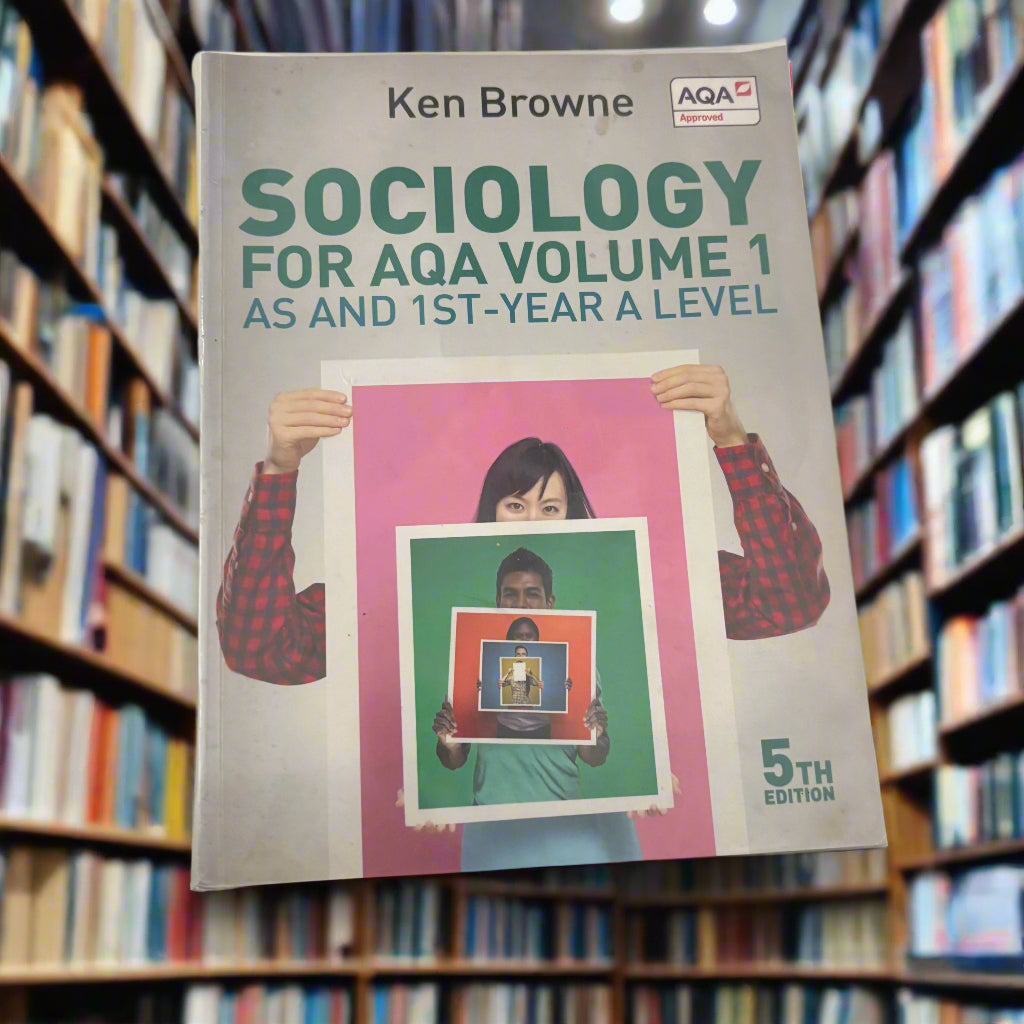 Ken Browne
AQA
Approved
SOCIOLOGY
FOR AQA VOLUME 1
AS AND 1ST-YEAR A LEVEL
5TH
EDITION